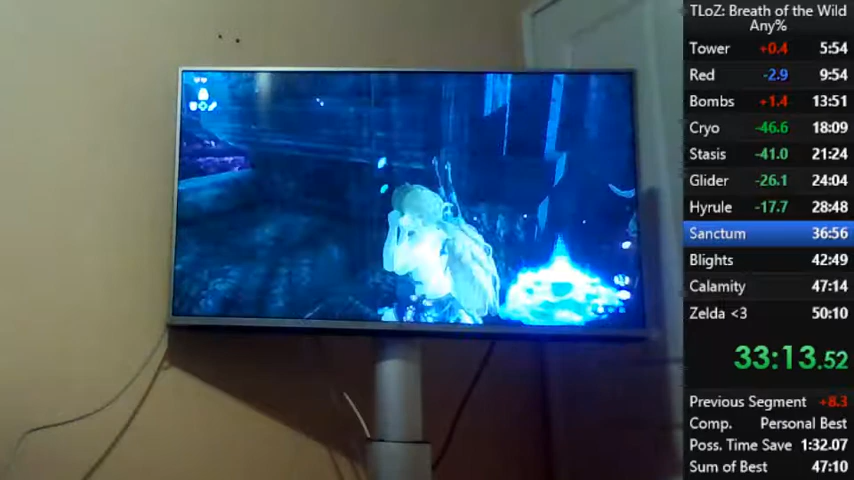 TLoZ: Breath of the Wild
Any%
Tower +0.4 5:54
Red -2.9 9:54
Bombs +1.4 13:51
Cryo -46.6 18:09
Stasis -41.0 21:24
Glider -26.1 24:04
Hyrule -17.7 28:48
Sanctum 36:56
Blights 42:49
Calamity 47:14
Zelda <3 50:10
33:13.52
Previous Segment +8.3
Comp. Personal Best
Poss. Time Save 1:32.07
Sum of Best 47:10